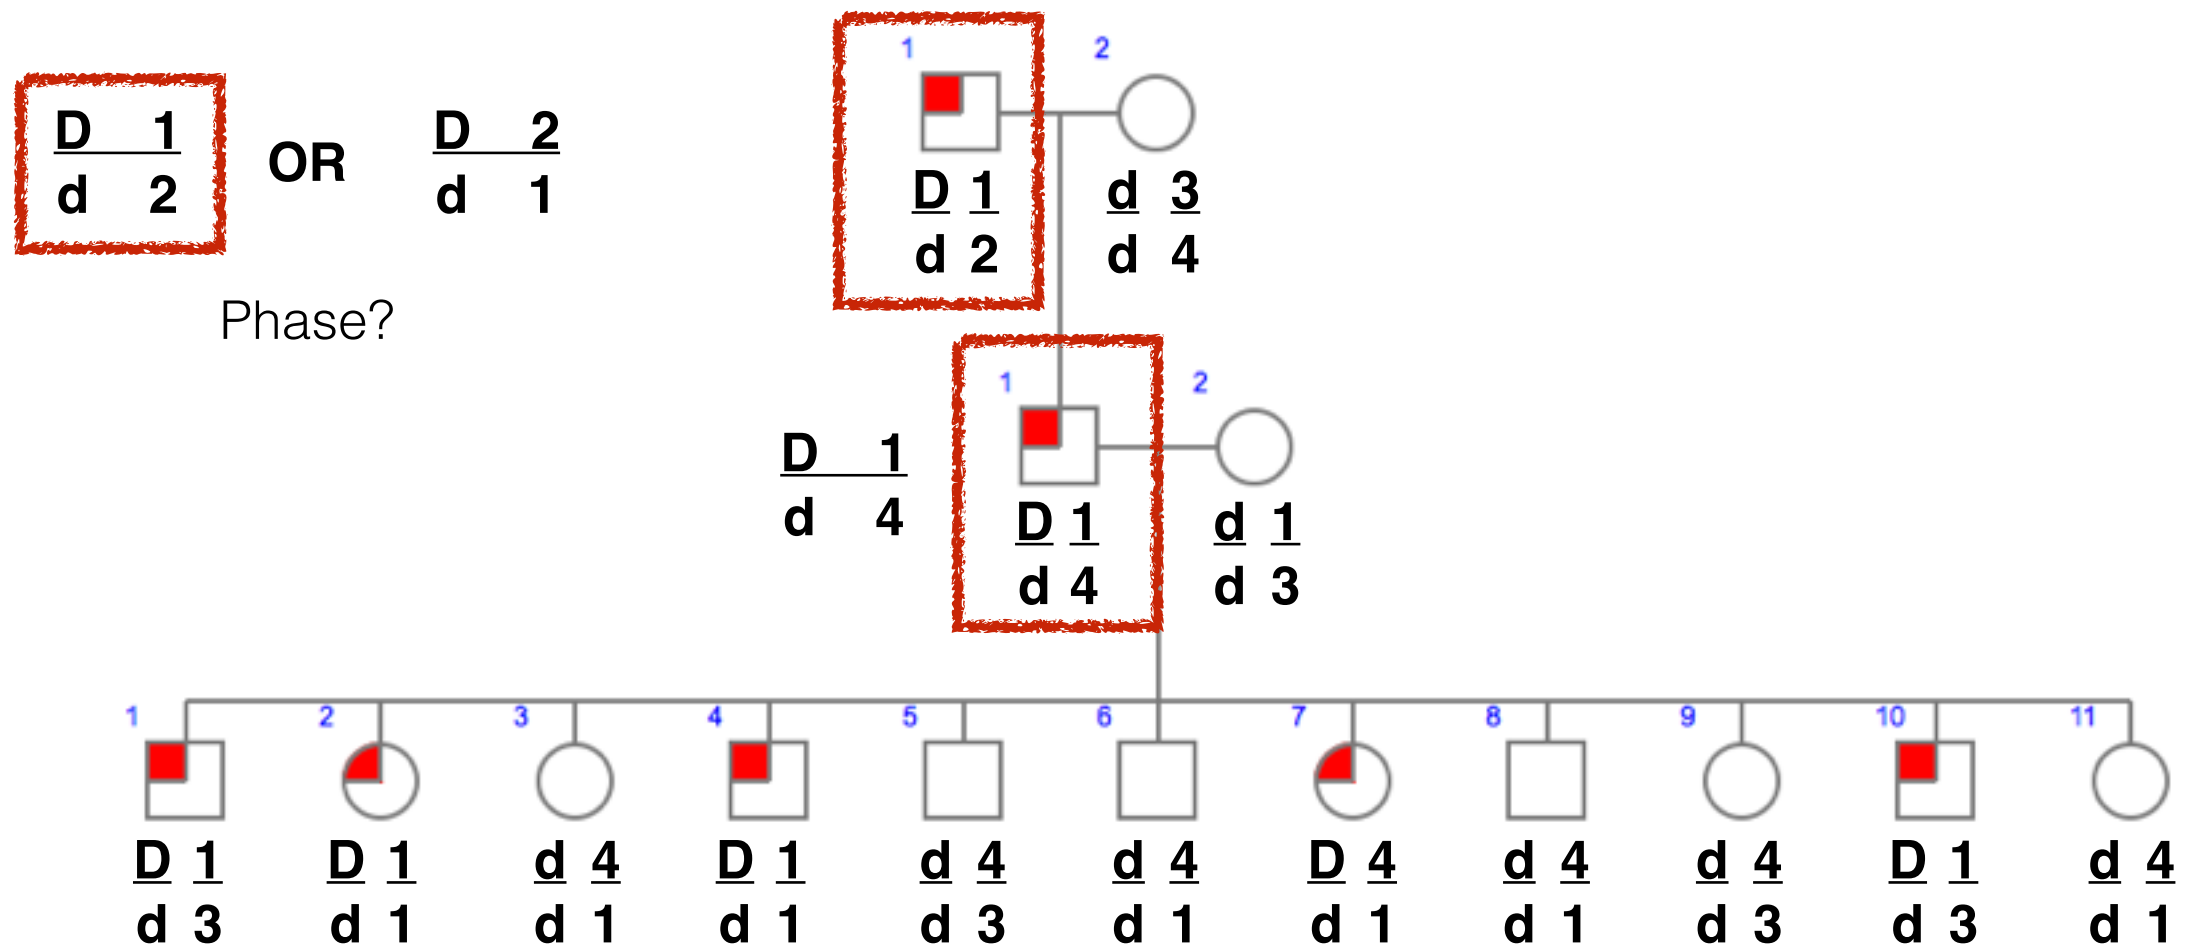 1 2
D 1 OR D 2
d 2 d 1
D 1 d 3
d 2 d 4
Phase?
1 2
D 1
d 4
D 1 d 1
d 4 d 3
1 2 3 4 5 6 7 8 9 10 11
D 1 D 1 d 4 D 1 d 4 d 4 D 4 d 4 d 4 D 1 d 4
d 3 d 1 d 1 d 1 d 3 d 1 d 1 d 1 d 3 d 3 d 1